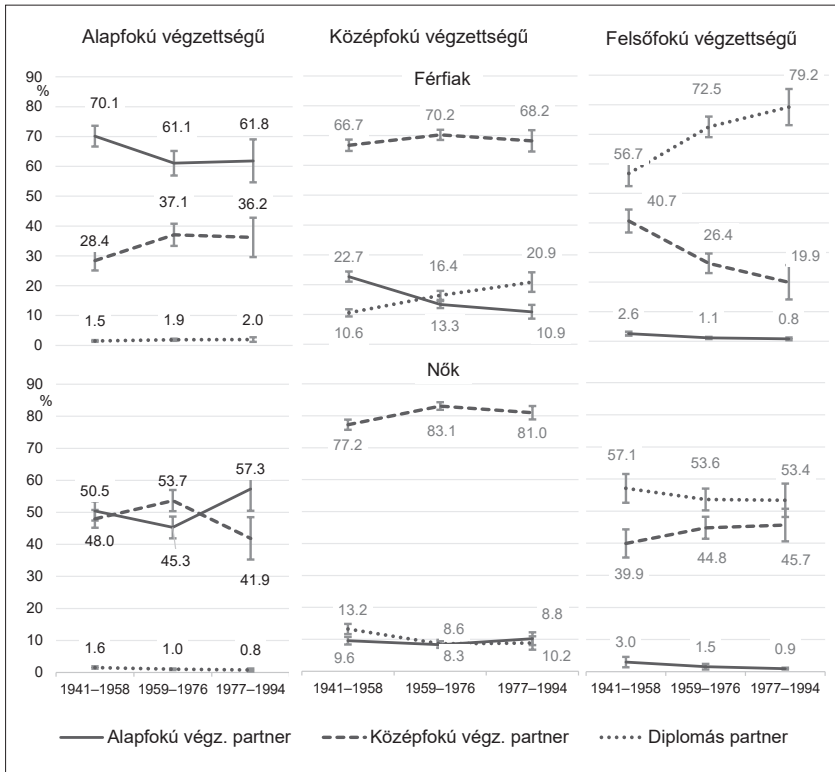 Alapfokú végzettségű Középfokú végzettségű Felsőfokú végzettségű
Férfiak
%
90
80
70
60
50
40
30
20
10
0
70.1 61.1 61.8
28.4 37.1 36.2
1.5 1.9 2.0
66.7 70.2 68.2
22.7 16.4 20.9
10.6 13.3 10.9
56.7 72.5 79.2
40.7 26.4 19.9
2.6 1.1 0.8
Nők
%
90
80
70
60
50
40
30
20
10
0
50.5 53.7 57.3
48.0 45.3 41.9
1.6 1.0 0.8
77.2 83.1 81.0
13.2 8.6 8.8
9.6 8.3 10.2
57.1 53.6 53.4
39.9 44.8 45.7
3.0 1.5 0.9
1941–1958 1959–1976 1977–1994 1941–1958 1959–1976 1977–1994 1941–1958 1959–1976 1977–1994
Alapfokú végz. partner Középfokú végz. partner Diplomás partner